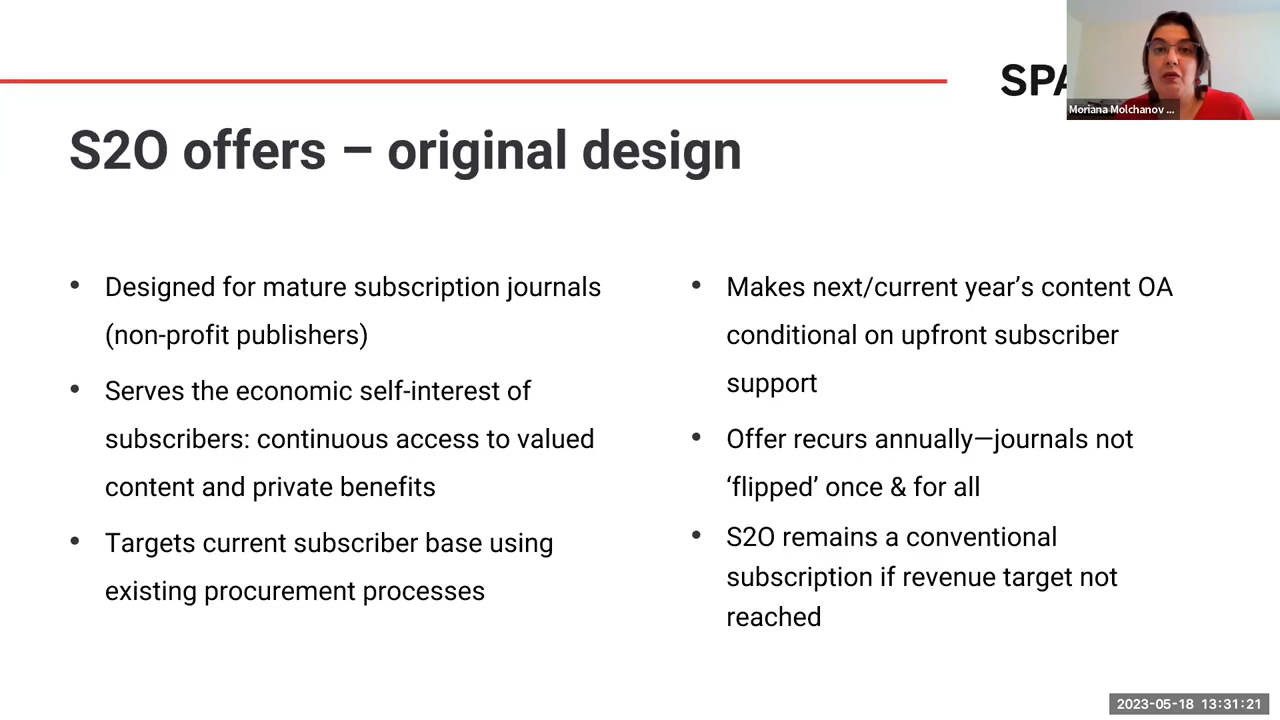 SPA
Moriana Molchanov ...
S2O offers – original design
• Designed for mature subscription journals
(non-profit publishers)
• Serves the economic self-interest of
subscribers: continuous access to valued
content and private benefits
• Targets current subscriber base using
existing procurement processes
• Makes next/current year’s content OA
conditional on upfront subscriber
support
• Offer recurs annually—journals not
‘flipped’ once & for all
• S2O remains a conventional
subscription if revenue target not
reached
2023-05-18 13:31:21